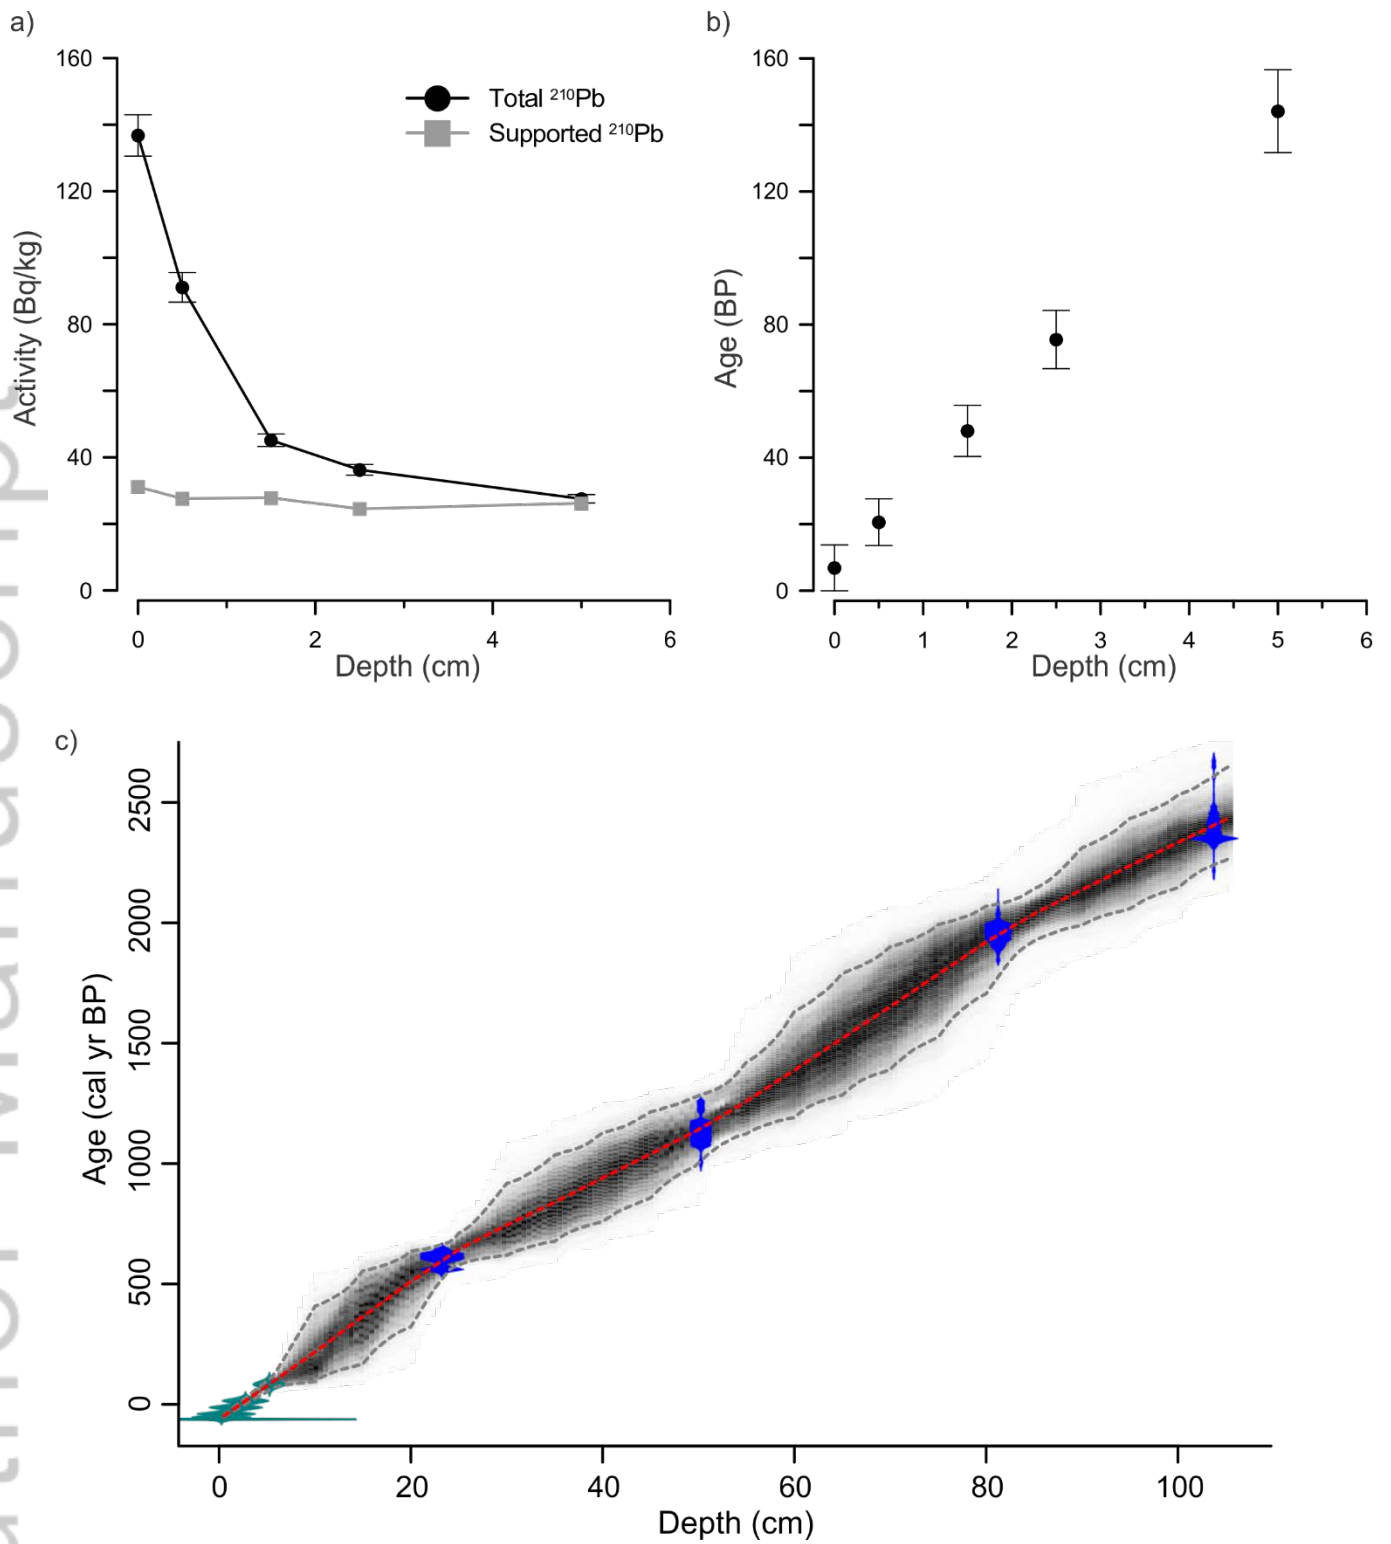 a)
160
120
80
40
0
Activity (Bq/kg)
Total ²¹⁰Pb
Supported ²¹⁰Pb
0 2 4 6
Depth (cm)
b)
160
120
80
40
0
Age (BP)
0 1 2 3 4 5 6
Depth (cm)
c)
2500
2000
1500
1000
500
0
Age (cal yr BP)
0 20 40 60 80 100
Depth (cm)